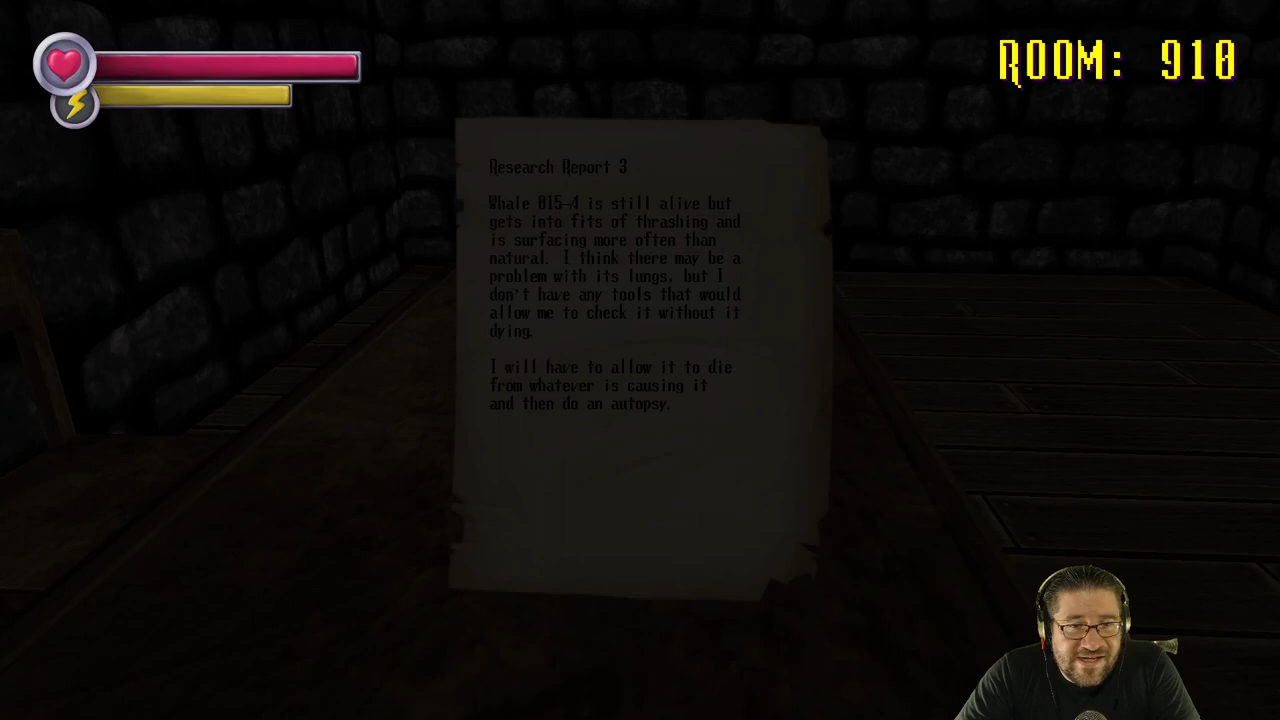 ROOM: 910
Research Report 3
Whale 015-A is still alive but
gets into fits of thrashing and
is surfacing more often than
natural. I think there may be a
problem with its lungs, but I
don't have any tools that would
allow me to check it without it
dying.
I will have to allow it to die
from whatever is causing it
and then do an autopsy.